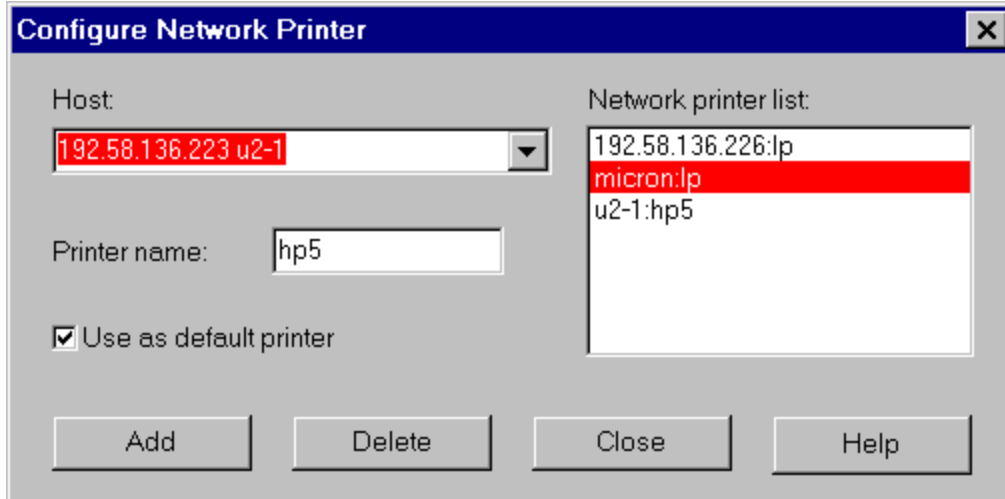 Configure Network Printer
Host:
192.58.136.223 u2-1
Printer name:
hp5
Use as default printer
Network printer list:
192.58.136.226:lp
micron:lp
u2-1:hp5
Add
Delete
Close
Help